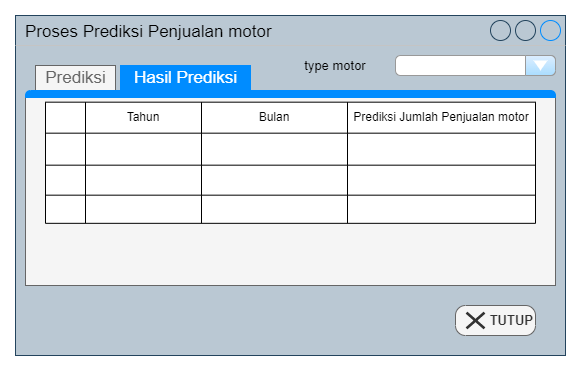 Proses Prediksi Penjualan motor
type motor
Prediksi
Hasil Prediksi
Tahun
Bulan
Prediksi Jumlah Penjualan motor
TUTUP